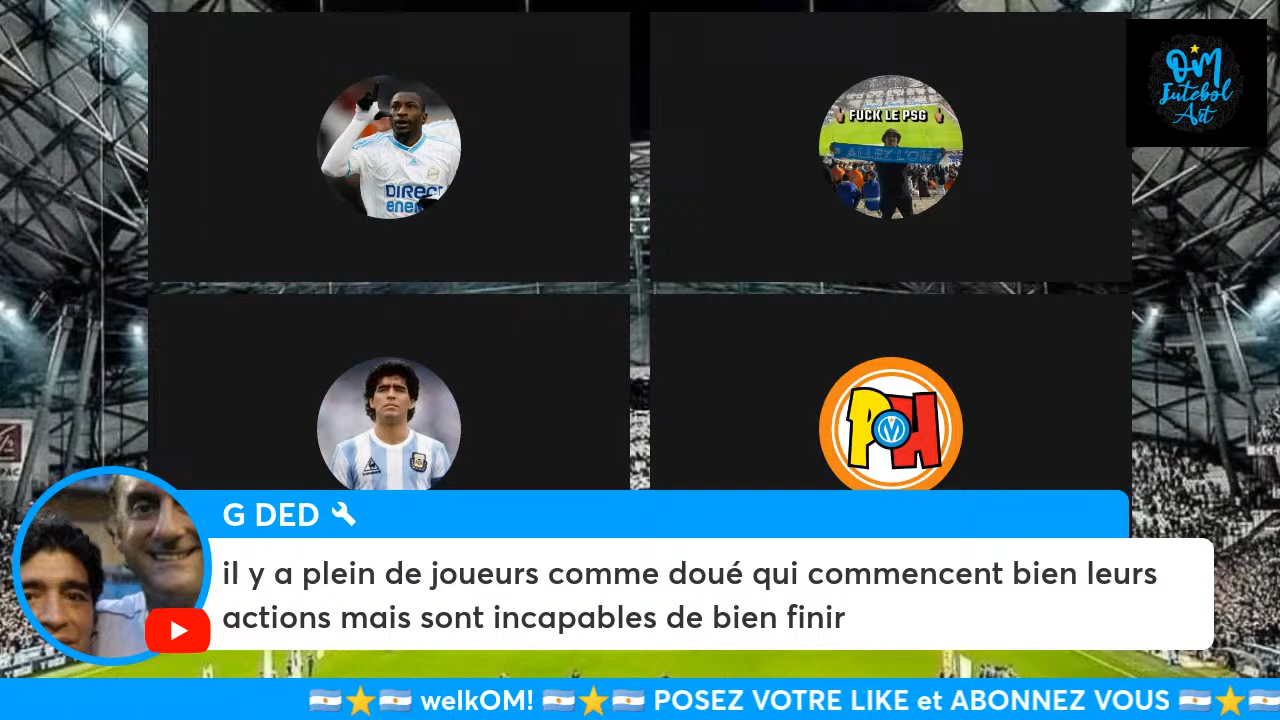 OM
Futebol
Art
DIRECT
ener
FUCK LE PSG
ALLEZ L'OM
PH
G DED
il y a plein de joueurs comme doué qui commencent bien leurs
actions mais sont incapables de bien finir
PAC
welkOM! POSEZ VOTRE LIKE et ABONNEZ VOUS